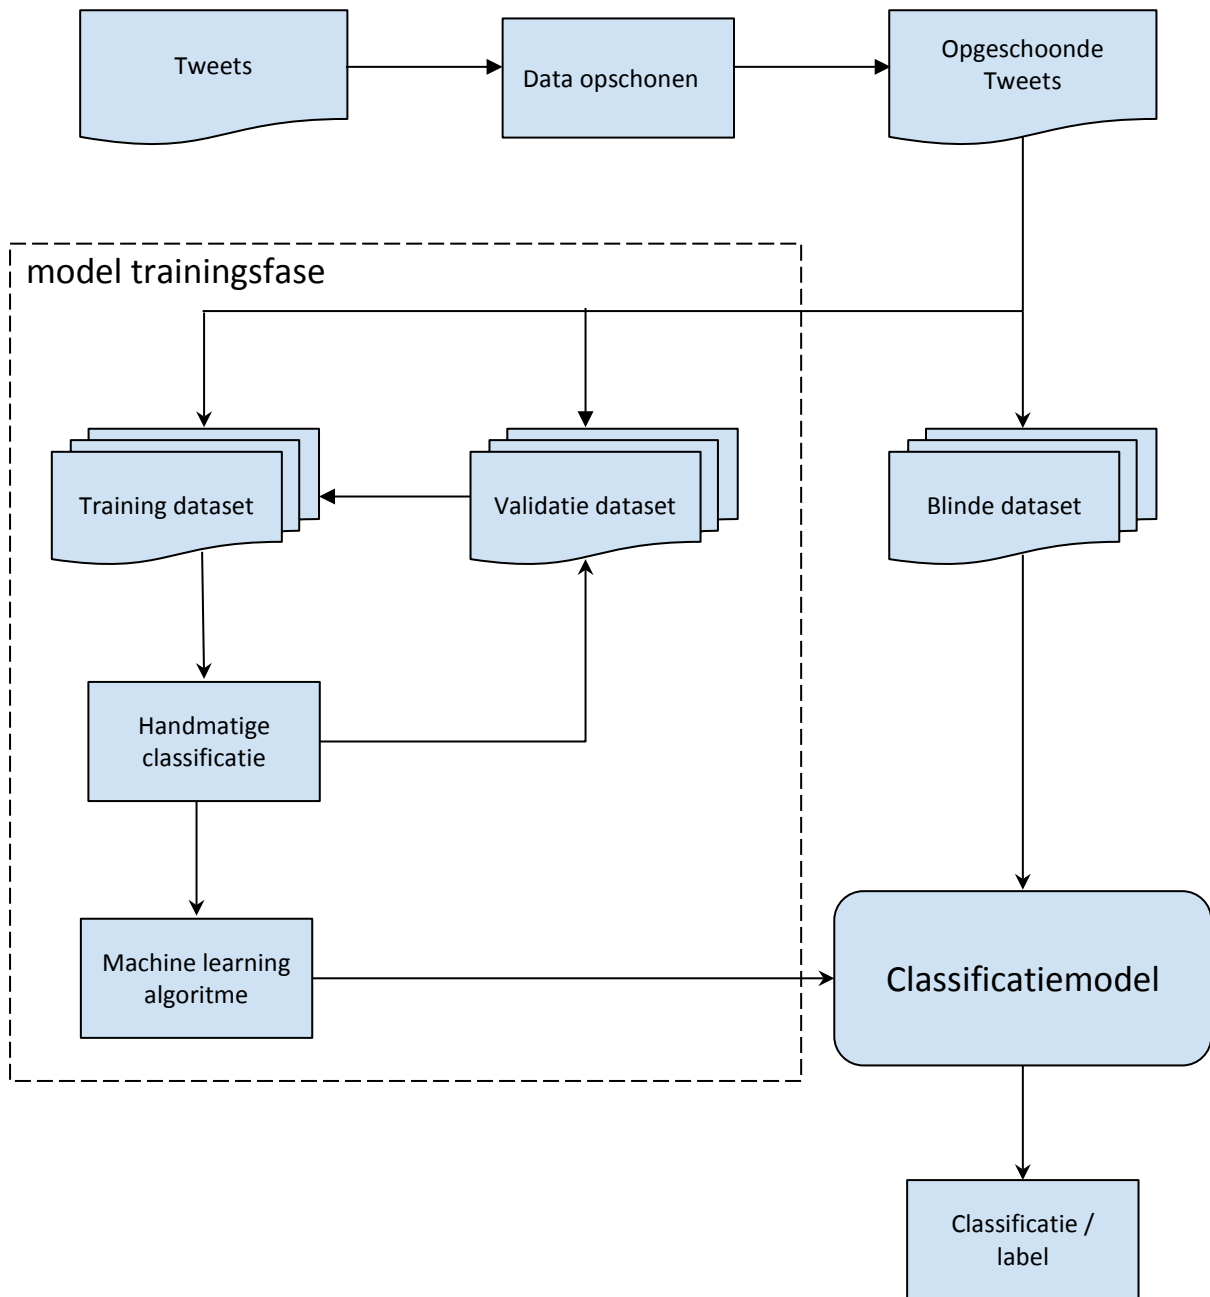 Tweets
Data opschonen
Opgeschoonde
Tweets
model trainingsfase
Training dataset
Validatie dataset
Blinde dataset
Handmatige
classificatie
Machine learning
algoritme
Classificatiemodel
Classificatie /
label